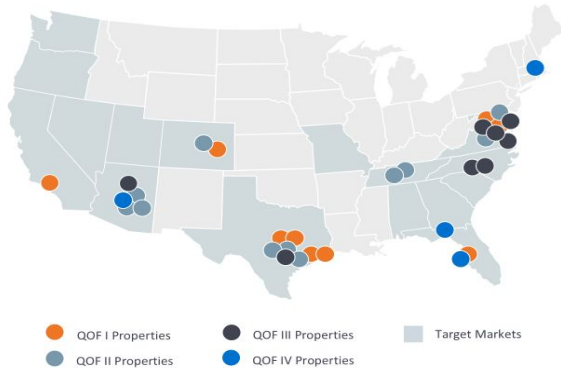 QOF I Properties
QOF III Properties
Target Markets
QOF II Properties
QOF IV Properties